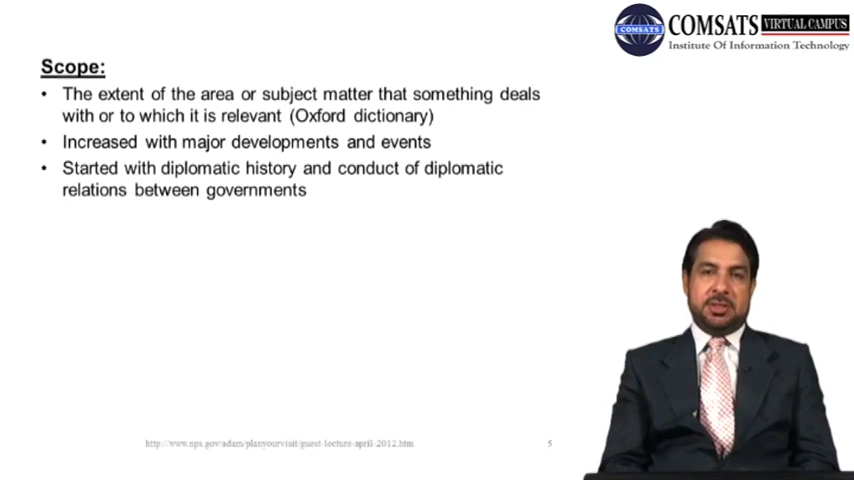 COMSATS VIRTUAL CAMPUS
COMSATS
Institute Of Information Technology
Scope:
• The extent of the area or subject matter that something deals
with or to which it is relevant (Oxford dictionary)
• Increased with major developments and events
• Started with diplomatic history and conduct of diplomatic
relations between governments
http://www.nps.gov/adam/planyourvisit/guest-lecture-april-2012.htm
5